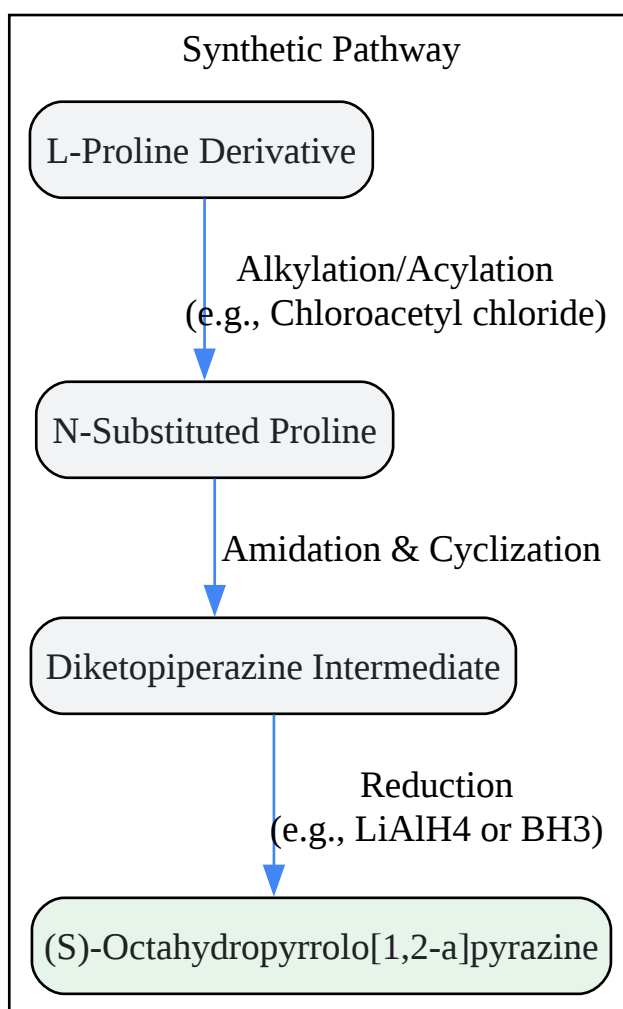 Synthetic Pathway
L-Proline Derivative
Alkylation/Acylation
(e.g., Chloroacetyl chloride)
N-Substituted Proline
Amidation & Cyclization
Diketopiperazine Intermediate
Reduction
(e.g., LiAlH4 or BH3)
(S)-Octahydropyrrolo[1,2-a]pyrazine